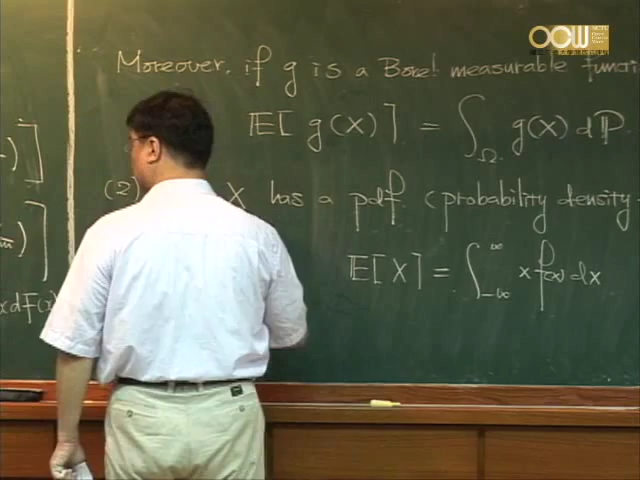 OCW
Moreover, if g is a Borel measurable functi
E[ g(X) ] = ∫_Ω g(X) dP
(2) X has a pdf (probability density
E[X] = ∫_{-∞}^{∞} x f(x) dx
x dF(x)